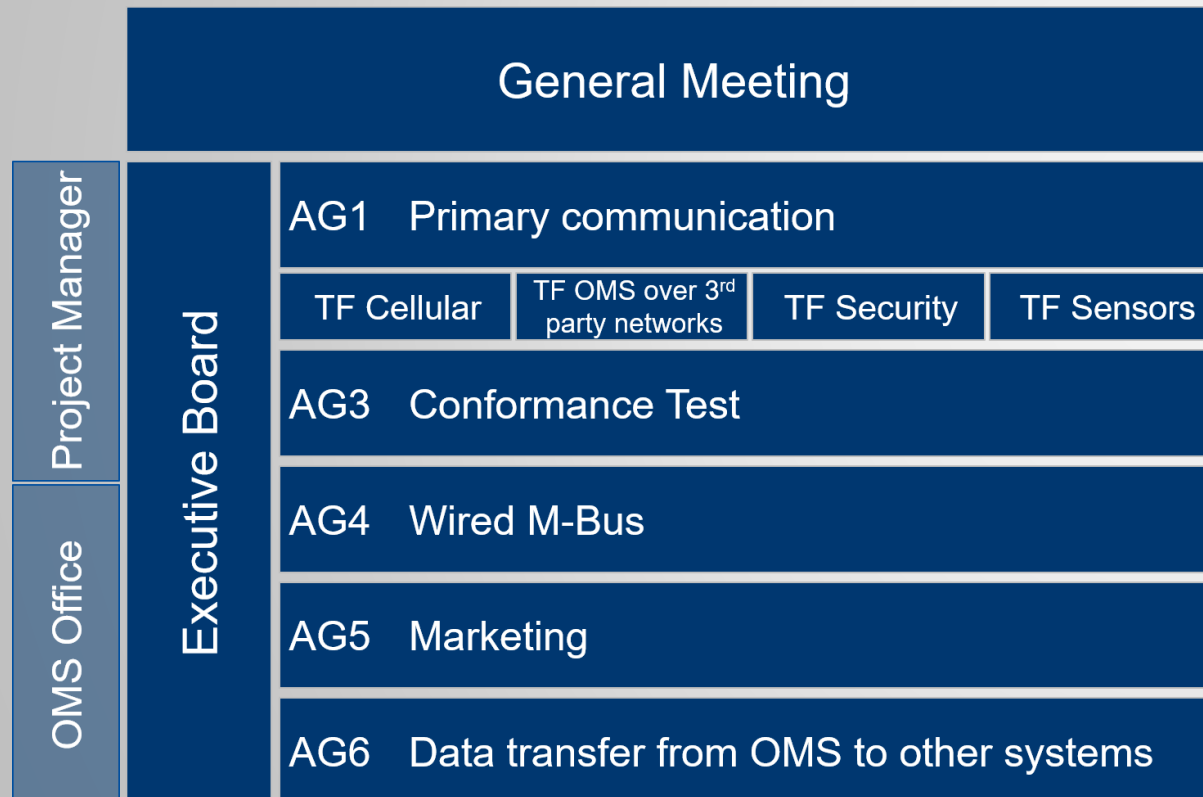 General Meeting
Project Manager
OMS Office
Executive Board
AG1 Primary communication
TF Cellular
TF OMS over 3rd
party networks
TF Security
TF Sensors
AG3 Conformance Test
AG4 Wired M-Bus
AG5 Marketing
AG6 Data transfer from OMS to other systems